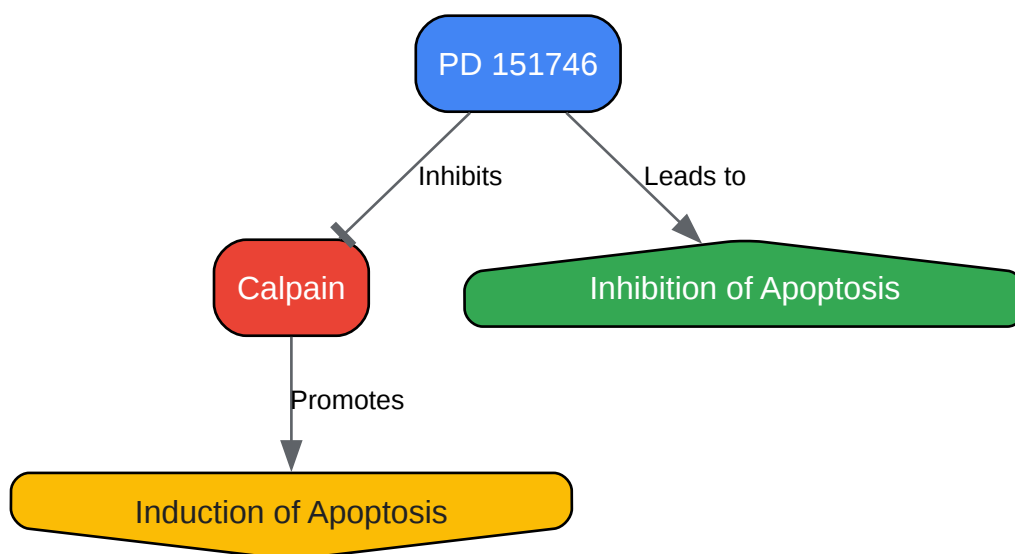 PD 151746
Inhibits
Leads to
Calpain
Inhibition of Apoptosis
Promotes
Induction of Apoptosis